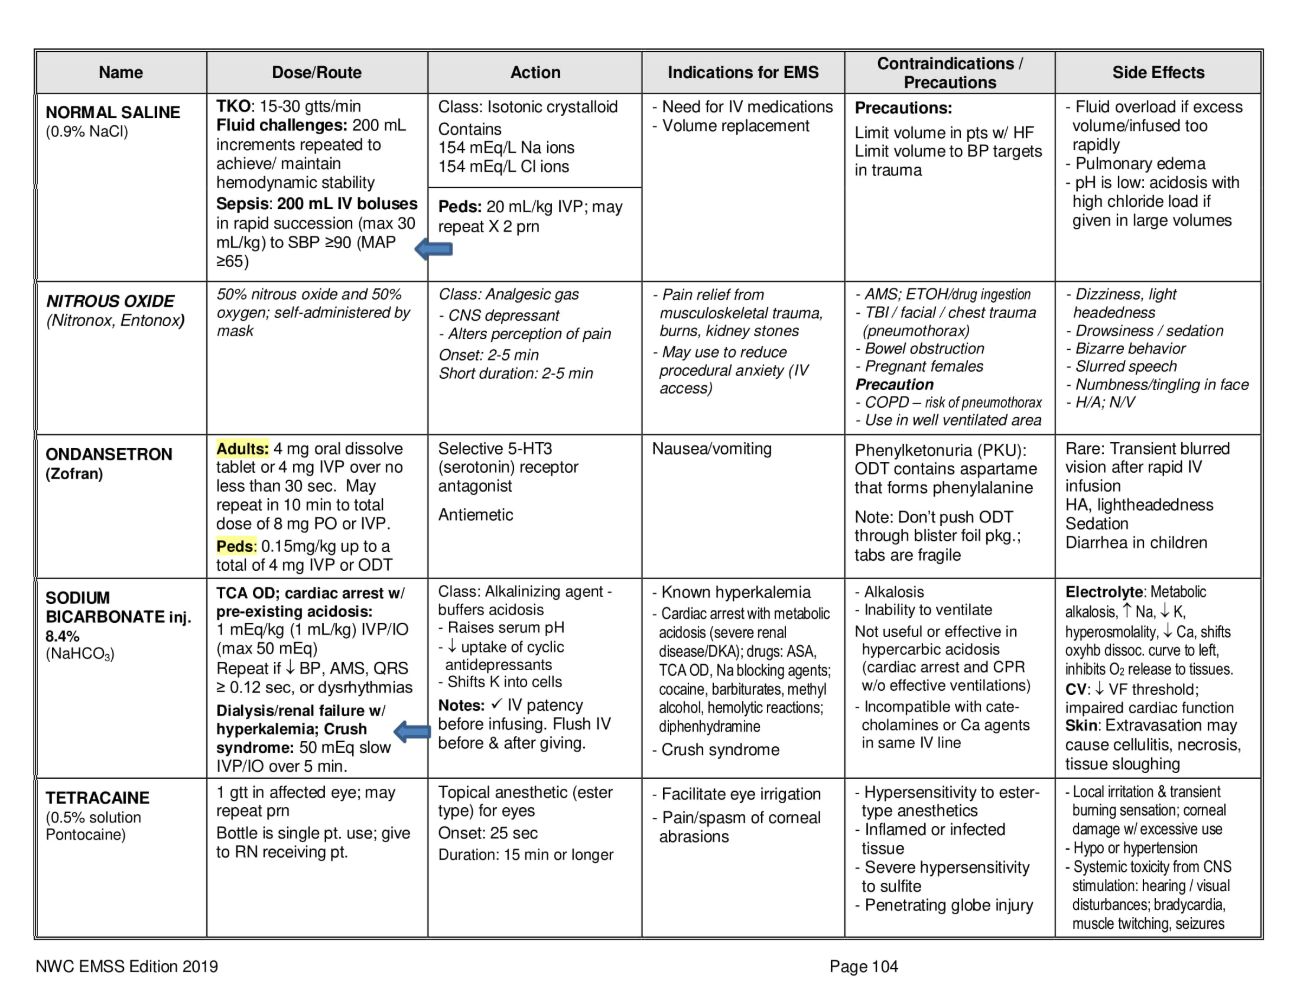 Name
Dose/Route
Action
Indications for EMS
Contraindications /
Precautions
Side Effects
NORMAL SALINE
(0.9% NaCl)
TKO: 15-30 gtts/min
Fluid challenges: 200 mL
increments repeated to
achieve/ maintain
hemodynamic stability
Sepsis: 200 mL IV boluses
in rapid succession (max 30
mL/kg) to SBP ≥90 (MAP
≥65)
Class: Isotonic crystalloid
Contains
154 mEq/L Na ions
154 mEq/L Cl ions
Peds: 20 mL/kg IVP; may
repeat X 2 prn
- Need for IV medications
- Volume replacement
Precautions:
Limit volume in pts w/ HF
Limit volume to BP targets
in trauma
- Fluid overload if excess
volume/infused too
rapidly
- Pulmonary edema
- pH is low: acidosis with
high chloride load if
given in large volumes
NITROUS OXIDE
(Nitronox, Entonox)
50% nitrous oxide and 50%
oxygen; self-administered by
mask
Class: Analgesic gas
- CNS depressant
- Alters perception of pain
Onset: 2-5 min
Short duration: 2-5 min
- Pain relief from
musculoskeletal trauma,
burns, kidney stones
- May use to reduce
procedural anxiety (IV
access)
- AMS; ETOH/drug ingestion
- TBI / facial / chest trauma
(pneumothorax)
- Bowel obstruction
- Pregnant females
Precaution
- COPD – risk of pneumothorax
- Use in well ventilated area
- Dizziness, light
headedness
- Drowsiness / sedation
- Bizarre behavior
- Slurred speech
- Numbness/tingling in face
- H/A; N/V
ONDANSETRON
(Zofran)
Adults: 4 mg oral dissolve
tablet or 4 mg IVP over no
less than 30 sec. May
repeat in 10 min to total
dose of 8 mg PO or IVP.
Peds: 0.15mg/kg up to a
total of 4 mg IVP or ODT
Selective 5-HT3
(serotonin) receptor
antagonist
Antiemetic
Nausea/vomiting
Phenylketonuria (PKU):
ODT contains aspartame
that forms phenylalanine
Note: Don't push ODT
through blister foil pkg.;
tabs are fragile
Rare: Transient blurred
vision after rapid IV
infusion
HA, lightheadedness
Sedation
Diarrhea in children
SODIUM
BICARBONATE inj.
8.4%
(NaHCO₃)
TCA OD; cardiac arrest w/
pre-existing acidosis:
1 mEq/kg (1 mL/kg) IVP/IO
(max 50 mEq)
Repeat if ↓ BP, AMS, QRS
≥ 0.12 sec, or dysrhythmias
Dialysis/renal failure w/
hyperkalemia; Crush
syndrome: 50 mEq slow
IVP/IO over 5 min.
Class: Alkalinizing agent -
buffers acidosis
- Raises serum pH
- ↓ uptake of cyclic
antidepressants
- Shifts K into cells
Notes: ✓ IV patency
before infusing. Flush IV
before & after giving.
- Known hyperkalemia
- Cardiac arrest with metabolic
acidosis (severe renal
disease/DKA); drugs: ASA,
TCA OD, Na blocking agents;
cocaine, barbiturates, methyl
alcohol, hemolytic reactions;
diphenhydramine
- Crush syndrome
- Alkalosis
- Inability to ventilate
Not useful or effective in
hypercarbic acidosis
(cardiac arrest and CPR
w/o effective ventilations)
- Incompatible with cate-
cholamines or Ca agents
in same IV line
Electrolyte: Metabolic
alkalosis, ↑ Na, ↓ K,
hyperosmolality, ↓ Ca, shifts
oxyhb dissoc. curve to left,
inhibits O₂ release to tissues.
CV: ↓ VF threshold;
impaired cardiac function
Skin: Extravasation may
cause cellulitis, necrosis,
tissue sloughing
TETRACAINE
(0.5% solution
Pontocaine)
1 gtt in affected eye; may
repeat prn
Bottle is single pt. use; give
to RN receiving pt.
Topical anesthetic (ester
type) for eyes
Onset: 25 sec
Duration: 15 min or longer
- Facilitate eye irrigation
- Pain/spasm of corneal
abrasions
- Hypersensitivity to ester-
type anesthetics
- Inflamed or infected
tissue
- Severe hypersensitivity
to sulfite
- Penetrating globe injury
- Local irritation & transient
burning sensation; corneal
damage w/ excessive use
- Hypo or hypertension
- Systemic toxicity from CNS
stimulation: hearing / visual
disturbances; bradycardia,
muscle twitching, seizures
NWC EMSS Edition 2019
Page 104